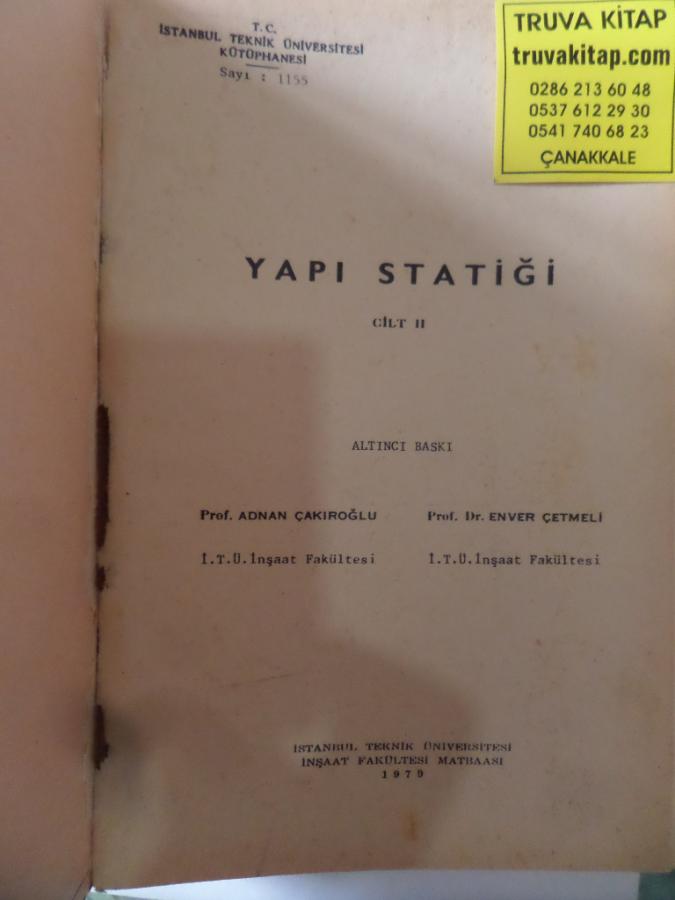 T. C.
İSTANBUL TEKNİK ÜNİVERSİTESİ
KÜTÜPHANESİ
Sayı : 1155
TRUVA KİTAP
truvakitap.com
0286 213 60 48
0537 612 29 30
0541 740 68 23
ÇANAKKALE
YAPI STATİĞİ
CİLT II
ALTINCI BASKI
Prof. ADNAN ÇAKIROĞLU
Prof. Dr. ENVER ÇETMELİ
İ.T.Ü.İnşaat Fakültesi
İ.T.Ü.İnşaat Fakültesi
İSTANBUL TEKNİK ÜNİVERSİTESİ
İNŞAAT FAKÜLTESİ MATBAASI
1979